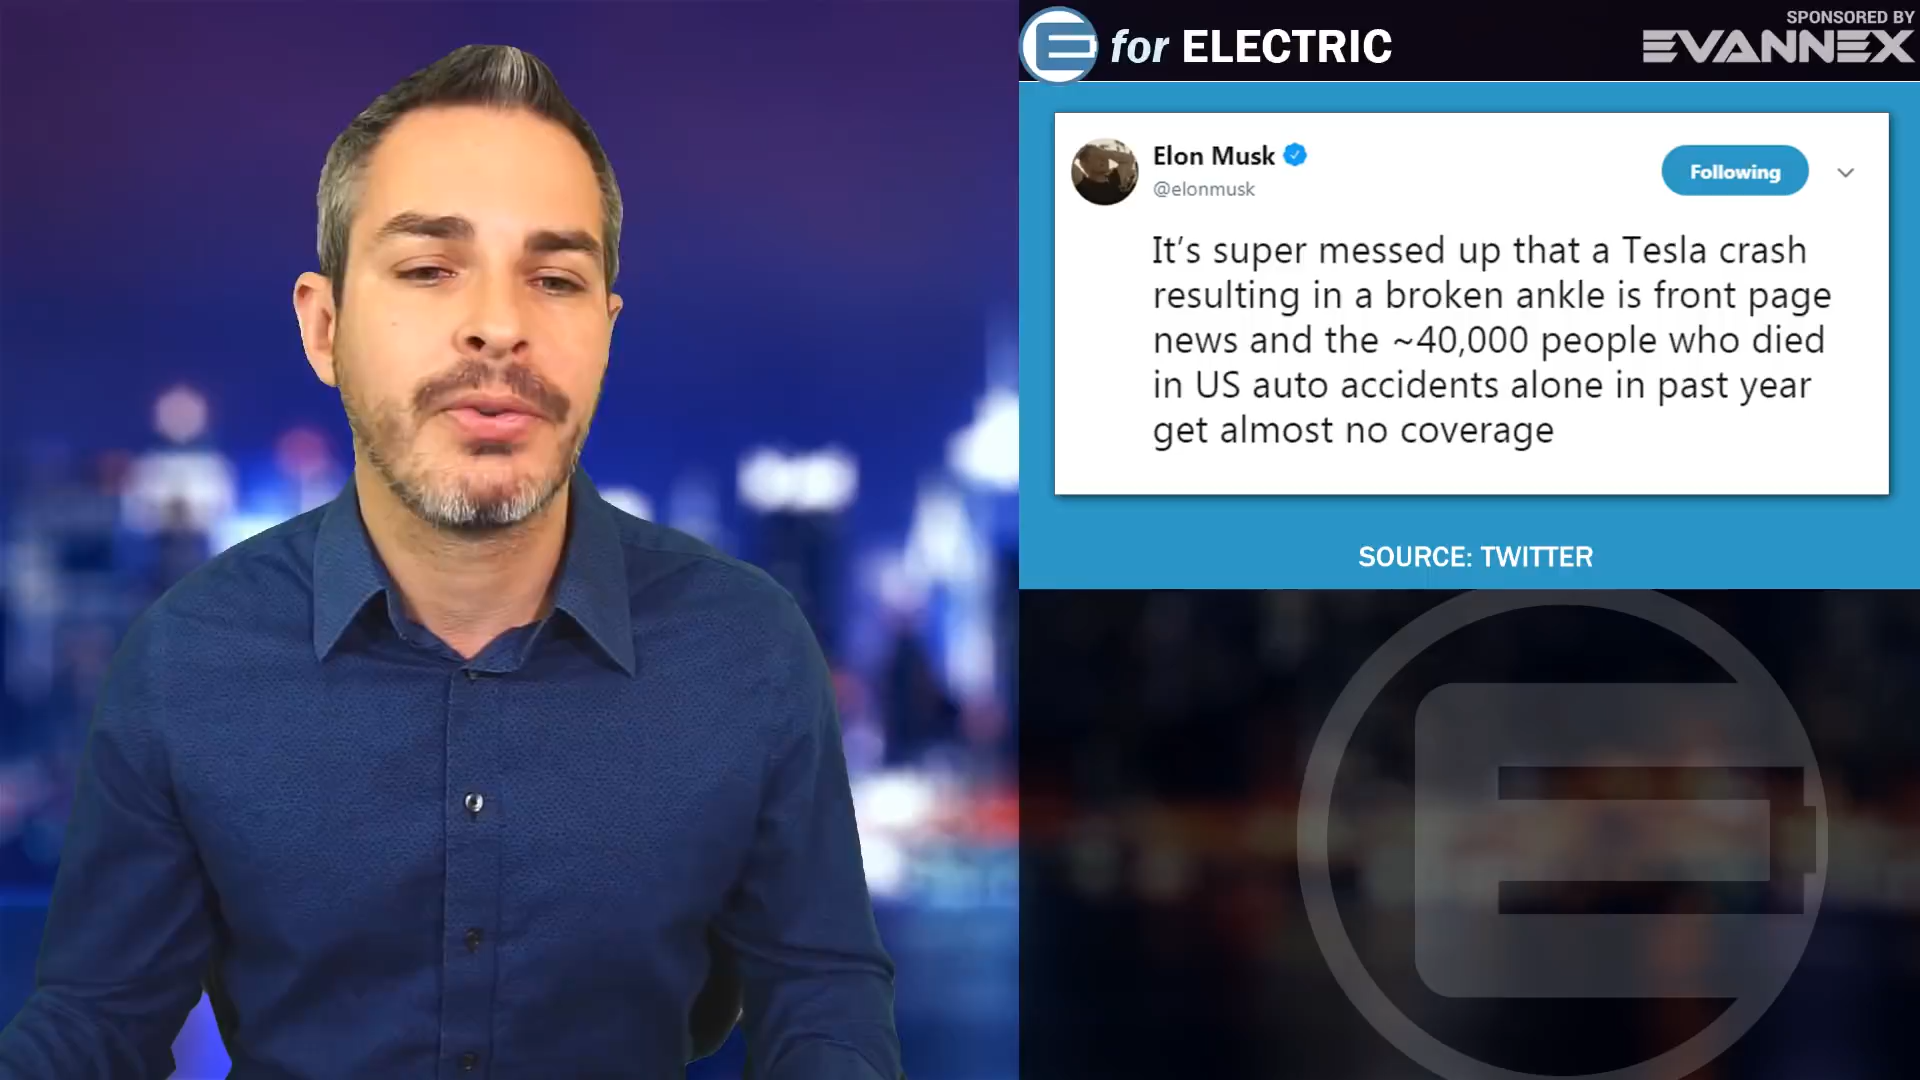 for ELECTRIC
SPONSORED BY
EVANNEX
Elon Musk
@elonmusk
Following
It's super messed up that a Tesla crash
resulting in a broken ankle is front page
news and the ~40,000 people who died
in US auto accidents alone in past year
get almost no coverage
SOURCE: TWITTER